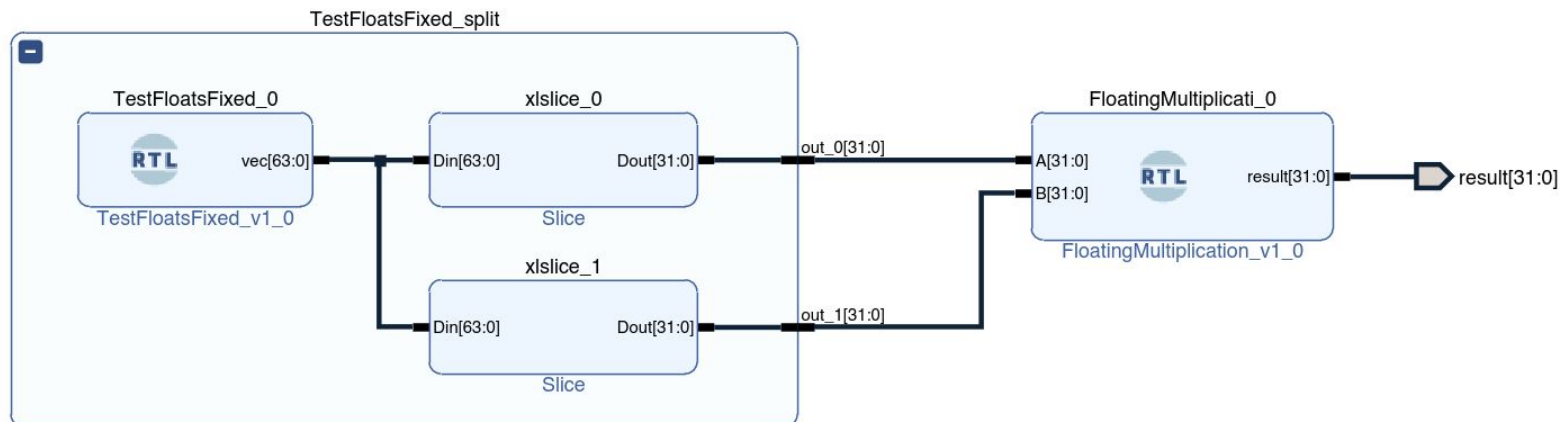 TestFloatsFixed_split
−
TestFloatsFixed_0
RTL
vec[63:0]
TestFloatsFixed_v1_0
xlslice_0
Din[63:0]
Dout[31:0]
Slice
xlslice_1
Din[63:0]
Dout[31:0]
Slice
out_0[31:0]
out_1[31:0]
FloatingMultiplicati_0
A[31:0]
B[31:0]
RTL
result[31:0]
FloatingMultiplication_v1_0
result[31:0]